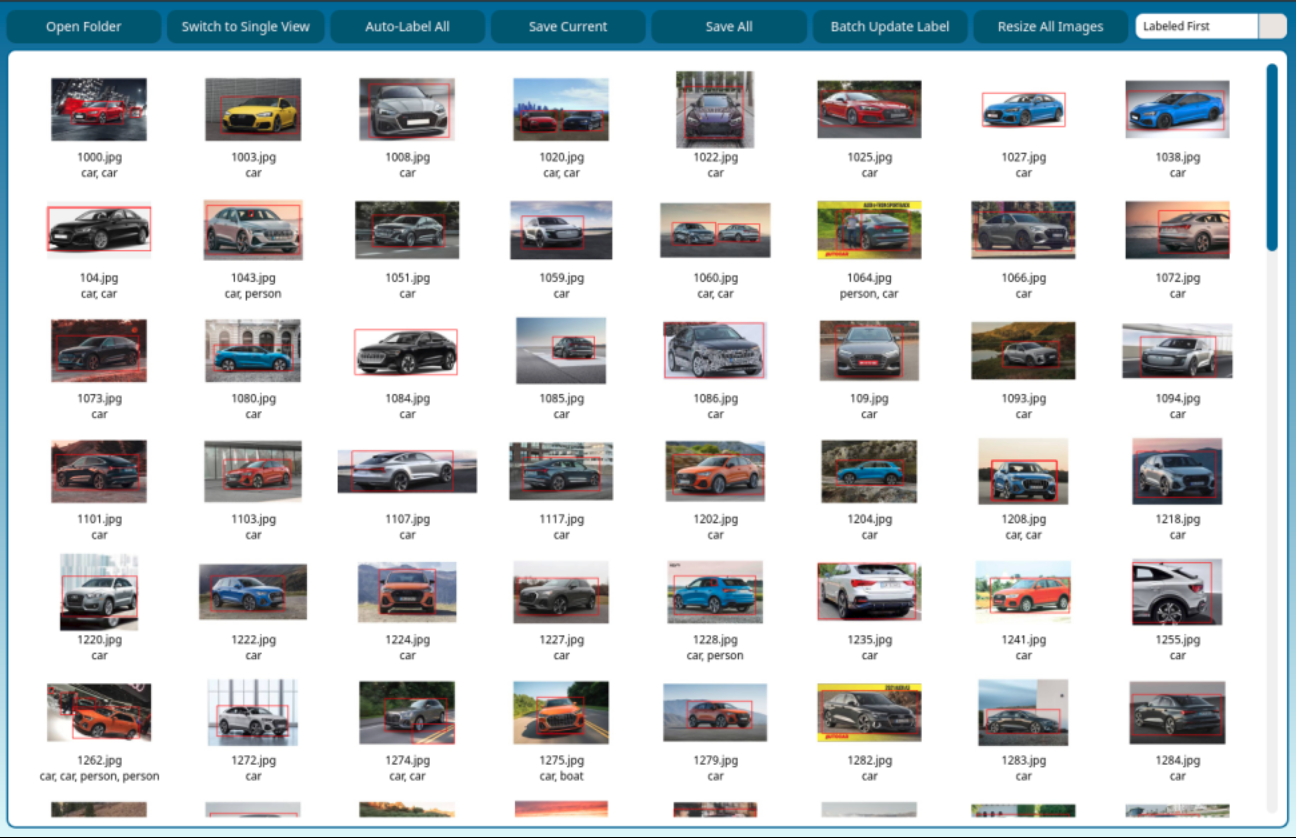 Open Folder
Switch to Single View
Auto-Label All
Save Current
Save All
Batch Update Label
Resize All Images
Labeled First
1000.jpg
car, car
1003.jpg
car
1008.jpg
car
1020.jpg
car, car
1022.jpg
car
1025.jpg
car
1027.jpg
car
1038.jpg
car
104.jpg
car, car
1043.jpg
car, person
1051.jpg
car
1059.jpg
car
1060.jpg
car, car
1064.jpg
person, car
1066.jpg
car
1072.jpg
car
1073.jpg
car
1080.jpg
car
1084.jpg
car
1085.jpg
car
1086.jpg
car
109.jpg
car
1093.jpg
car
1094.jpg
car
1101.jpg
car
1103.jpg
car
1107.jpg
car
1117.jpg
car
1202.jpg
car
1204.jpg
car
1208.jpg
car, car
1218.jpg
car
1220.jpg
car
1222.jpg
car
1224.jpg
car
1227.jpg
car
1228.jpg
car, person
1235.jpg
car
1241.jpg
car
1255.jpg
car
1262.jpg
car, car, person, person
1272.jpg
car
1274.jpg
car, car
1275.jpg
car, boat
1279.jpg
car
1282.jpg
car
1283.jpg
car
1284.jpg
car